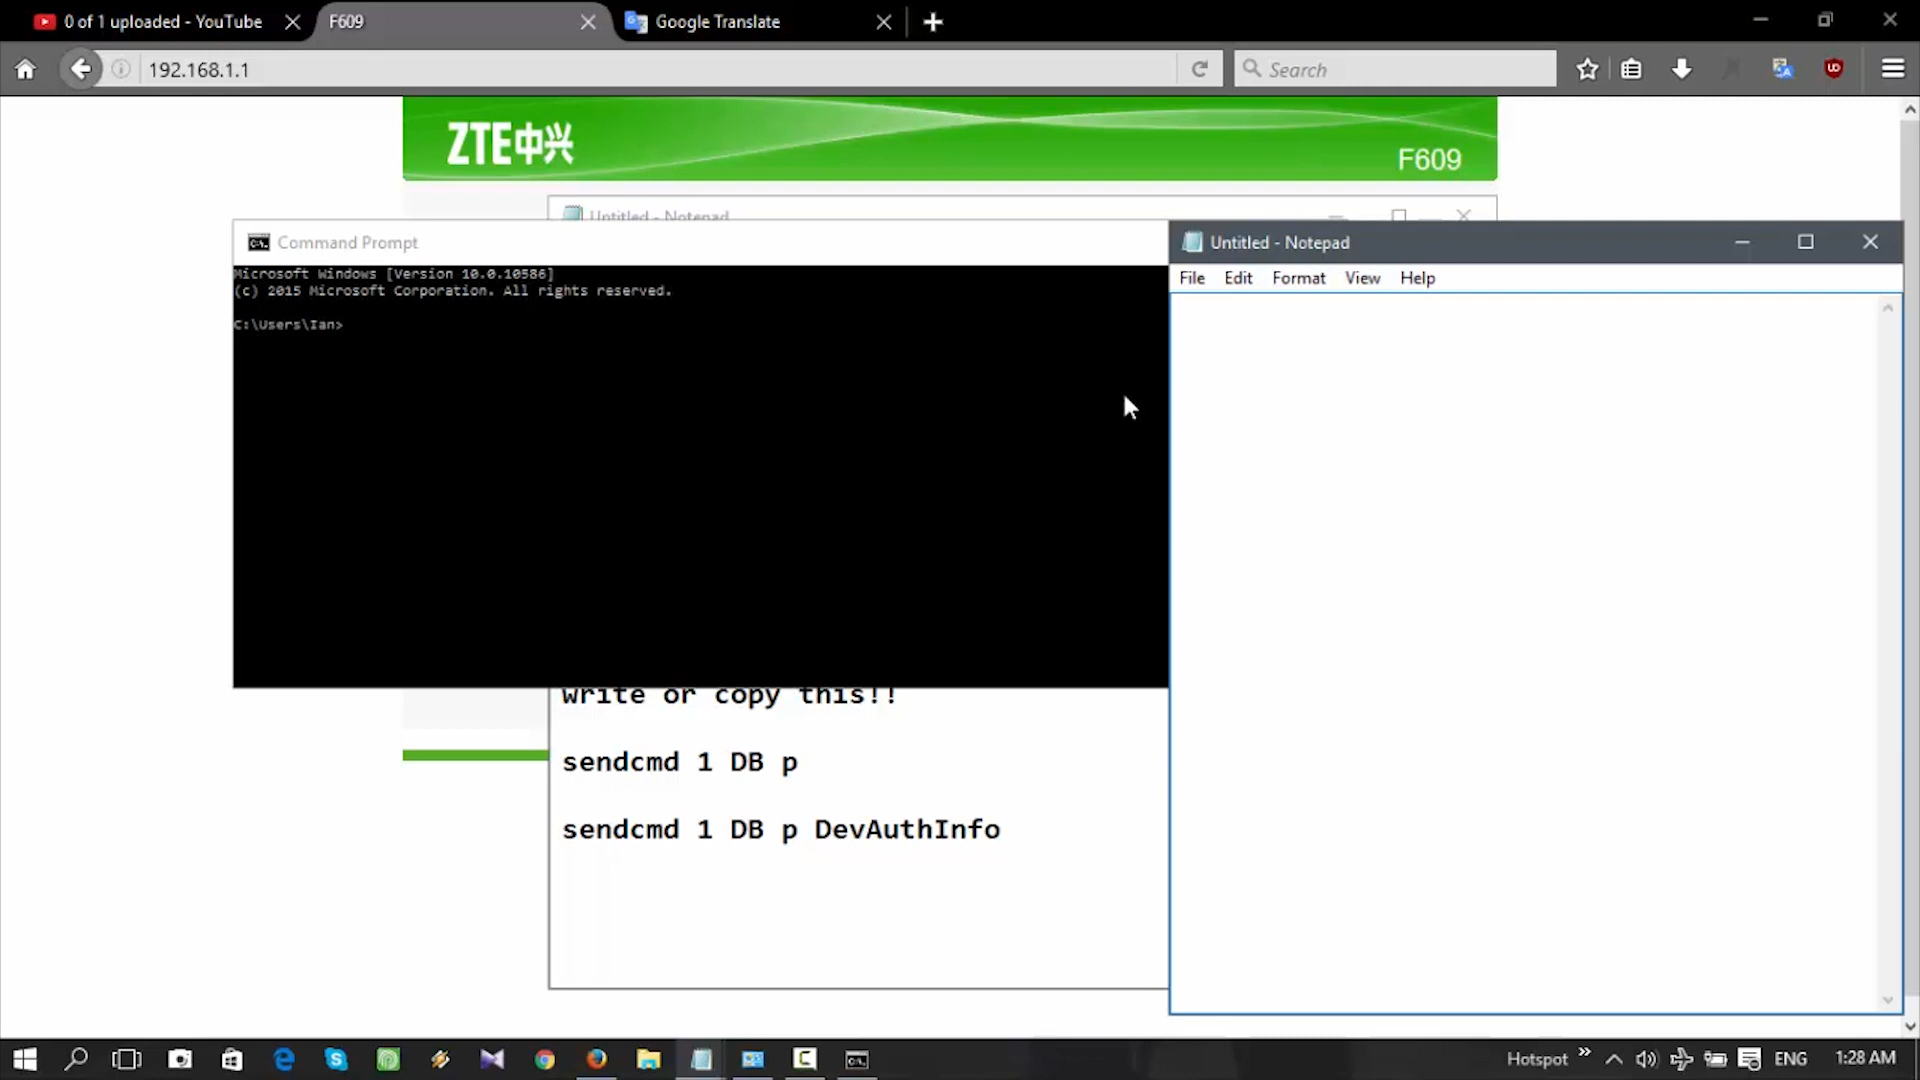 0 of 1 uploaded - YouTube
F609
Google Translate
192.168.1.1
Search
ZTE中兴
F609
Untitled - Notepad
Command Prompt
Untitled - Notepad
Microsoft Windows [Version 10.0.10586]
(c) 2015 Microsoft Corporation. All rights reserved.
File Edit Format View Help
C:\Users\Ian>
write or copy this!!
sendcmd 1 DB p
sendcmd 1 DB p DevAuthInfo
Hotspot
ENG
1:28 AM